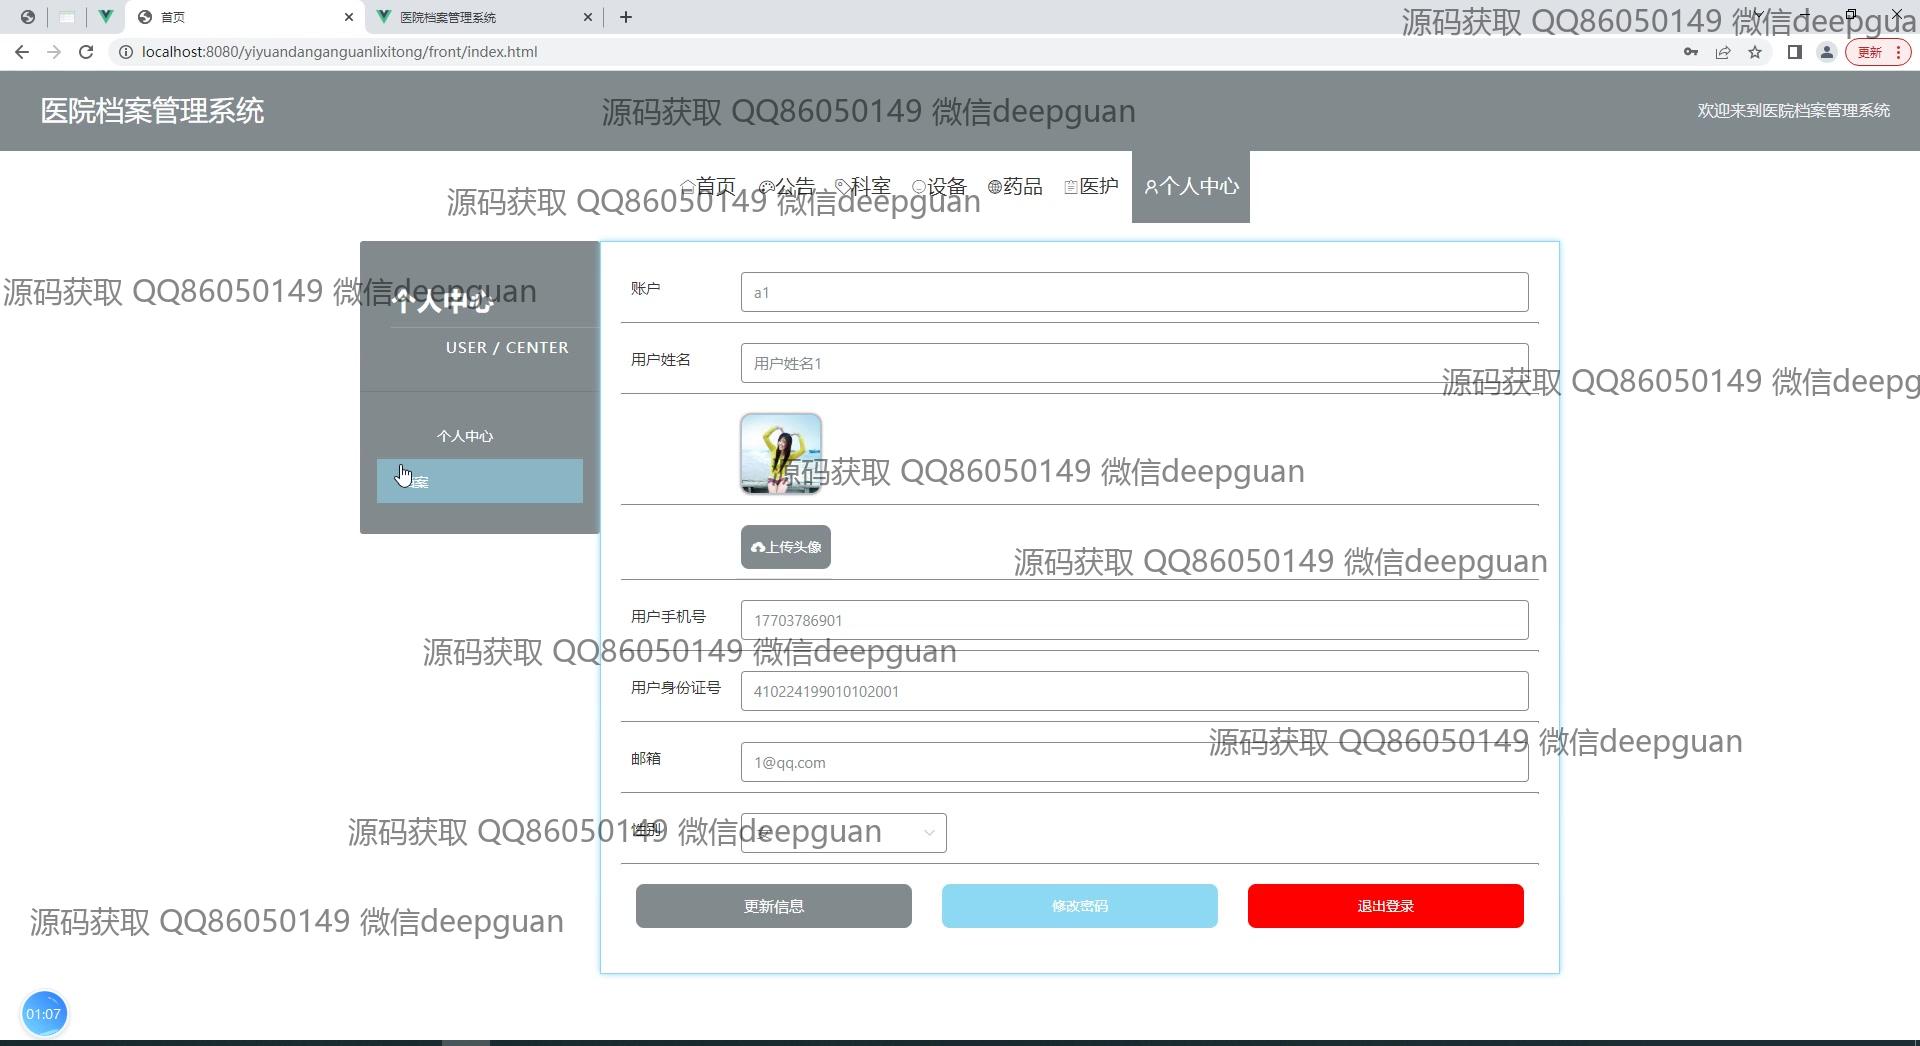 首页
医院档案管理系统
localhost:8080/yiyuandanganguanlixitong/front/index.html
更新
源码获取 QQ86050149 微信deepgua
医院档案管理系统
源码获取 QQ86050149 微信deepguan
欢迎来到医院档案管理系统
首页
公告
科室
设备
药品
医护
个人中心
源码获取 QQ86050149 微信deepguan
源码获取 QQ86050149 微信deepguan
个人中心
USER / CENTER
个人中心
案
账户
a1
用户姓名
用户姓名1
源码获取 QQ86050149 微信deepg
源码获取 QQ86050149 微信deepguan
上传头像
源码获取 QQ86050149 微信deepguan
用户手机号
17703786901
源码获取 QQ86050149 微信deepguan
用户身份证号
410224199010102001
源码获取 QQ86050149 微信deepguan
邮箱
1@qq.com
性别
女
源码获取 QQ86050149 微信deepguan
更新信息
修改密码
退出登录
源码获取 QQ86050149 微信deepguan
01:07